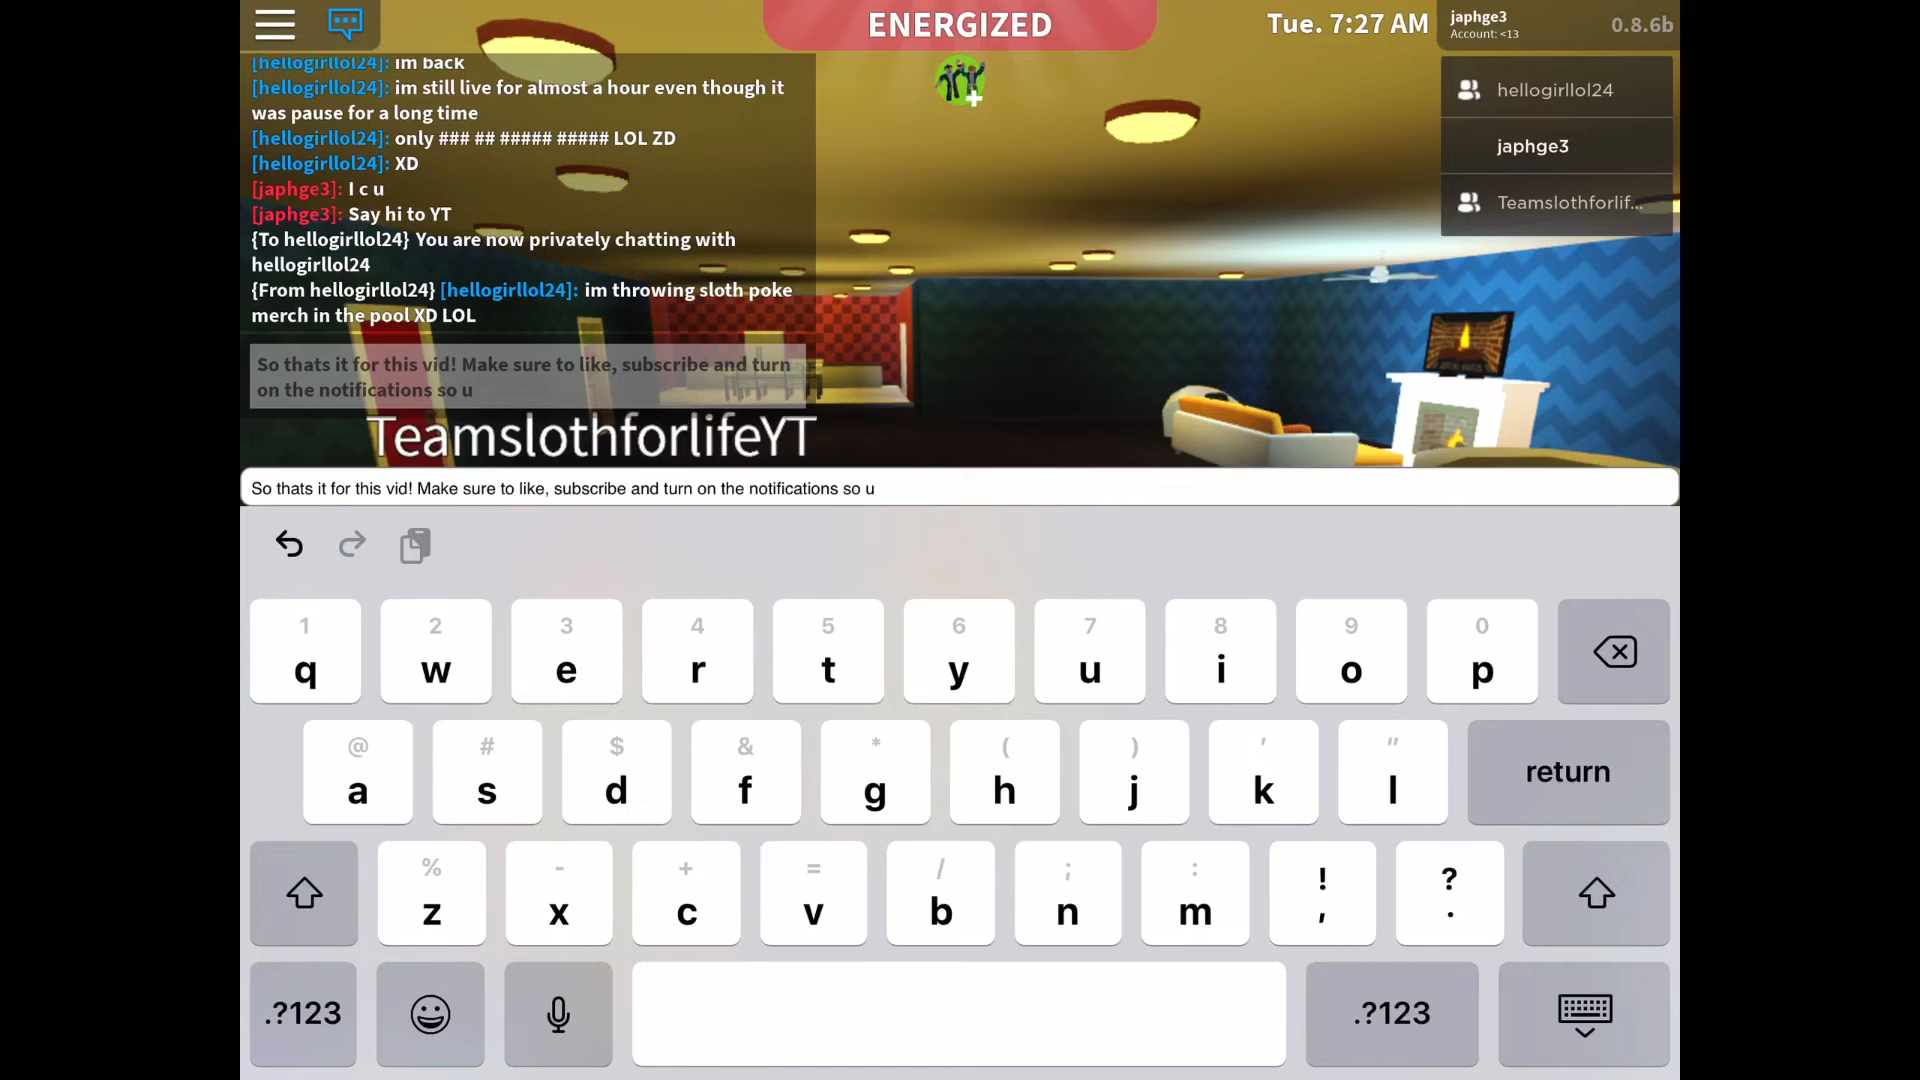 ENERGIZED
Tue. 7:27 AM
japhge3
Account: <13
0.8.6b
[hellogirllol24]: im back
[hellogirllol24]: im still live for almost a hour even though it
was pause for a long time
[hellogirllol24]: only ### ## ##### ##### LOL ZD
[hellogirllol24]: XD
[japhge3]: I c u
[japhge3]: Say hi to YT
{To hellogirllol24} You are now privately chatting with
hellogirllol24
{From hellogirllol24} [hellogirllol24]: im throwing sloth poke
merch in the pool XD LOL
hellogirllol24
japhge3
Teamslothforlif...
So thats it for this vid! Make sure to like, subscribe and turn
on the notifications so u
TeamslothforlifeYT
So thats it for this vid! Make sure to like, subscribe and turn on the notifications so u
1 2 3 4 5 6 7 8 9 0
q w e r t y u i o p
@ # $ & * ( ) ' "
a s d f g h j k l return
% - + = / ; : ! ?
z x c v b n m , .
.?123 .?123